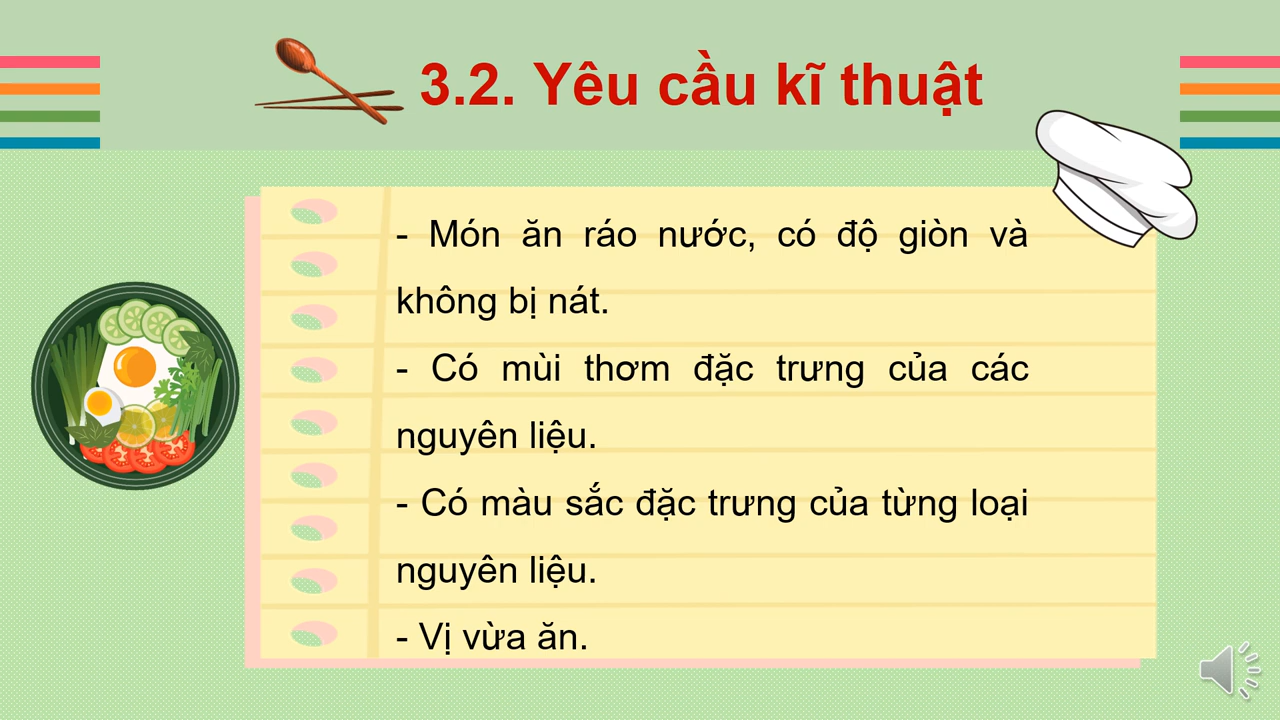 3.2. Yêu cầu kĩ thuật
- Món ăn ráo nước, có độ giòn và
không bị nát.
- Có mùi thơm đặc trưng của các
nguyên liệu.
- Có màu sắc đặc trưng của từng loại
nguyên liệu.
- Vị vừa ăn.